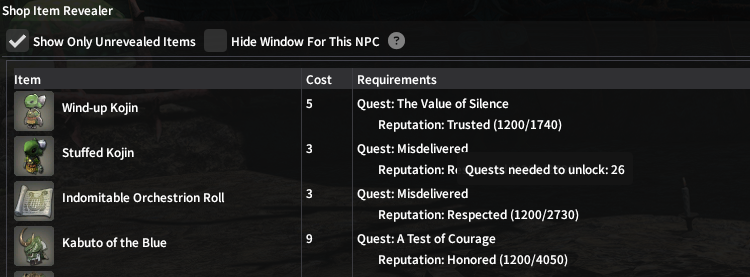 Shop Item Revealer
Show Only Unrevealed Items Hide Window For This NPC ?
Item Cost Requirements
Wind-up Kojin 5 Quest: The Value of Silence
Reputation: Trusted (1200/1740)
Stuffed Kojin 3 Quest: Misdelivered
Reputation: Quests needed to unlock: 26
Indomitable Orchestrion Roll 3 Quest: Misdelivered
Reputation: Respected (1200/2730)
Kabuto of the Blue 9 Quest: A Test of Courage
Reputation: Honored (1200/4050)